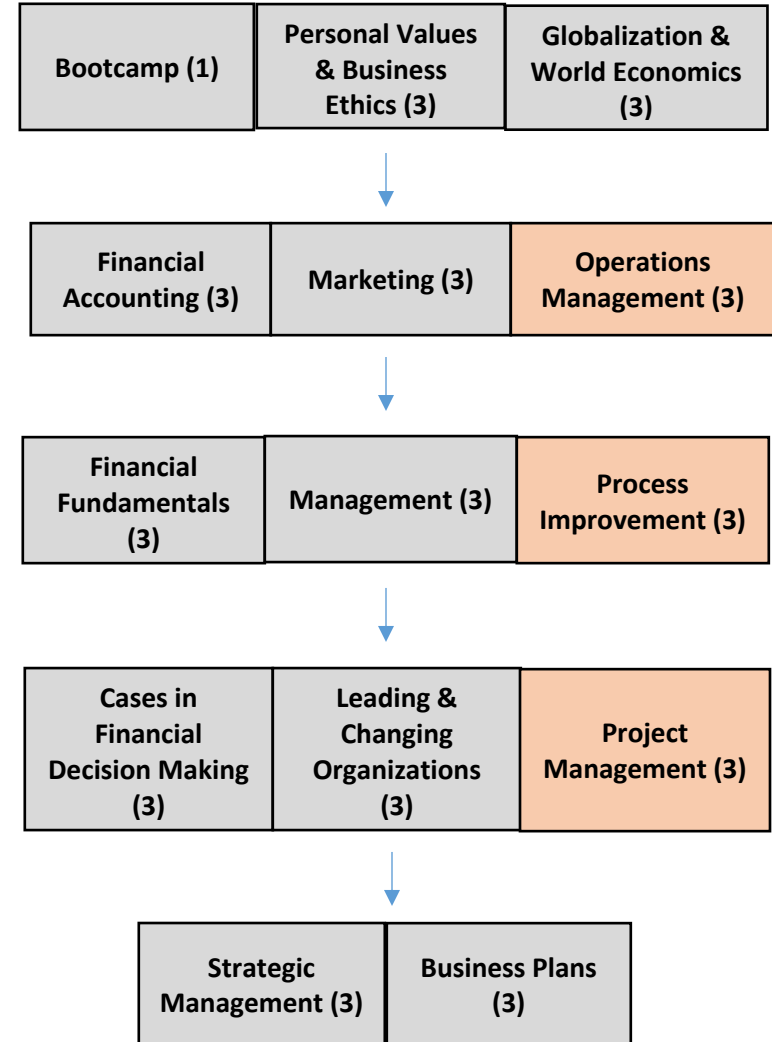 Bootcamp (1)
Personal Values
& Business
Ethics (3)
Globalization &
World Economics
(3)
Financial
Accounting (3)
Marketing (3)
Operations
Management (3)
Financial
Fundamentals
(3)
Management (3)
Process
Improvement (3)
Cases in
Financial
Decision Making
(3)
Leading &
Changing
Organizations
(3)
Project
Management (3)
Strategic
Management (3)
Business Plans
(3)